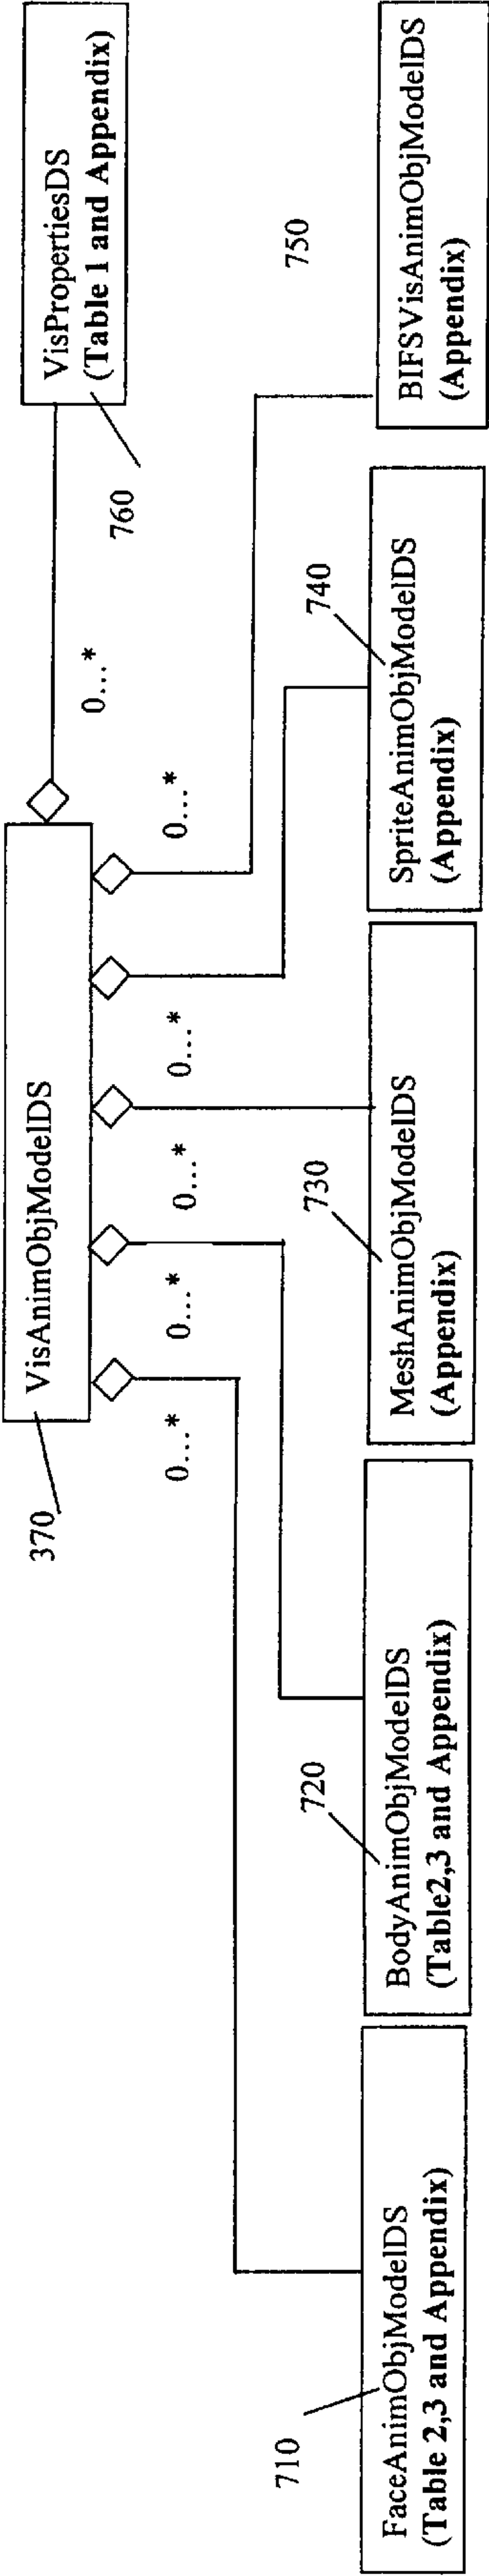 370
VisAnimObjModelDS
VisPropertiesDS
(Table 1 and Appendix)
760
0...*
0...*
0...*
0...*
0...*
0...*
710
FaceAnimObjModelDS
(Table 2,3 and Appendix)
720
BodyAnimObjModelDS
(Table2,3 and Appendix)
730
MeshAnimObjModelDS
(Appendix)
740
SpriteAnimObjModelDS
(Appendix)
750
BIFSVisAnimObjModelDS
(Appendix)